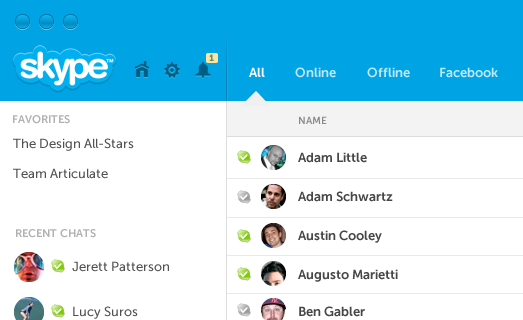 skype™
1
All
Online
Offline
Facebook
FAVORITES
The Design All-Stars
Team Articulate
RECENT CHATS
Jerett Patterson
Lucy Suros
NAME
Adam Little
Adam Schwartz
Austin Cooley
Augusto Marietti
Ben Gabler